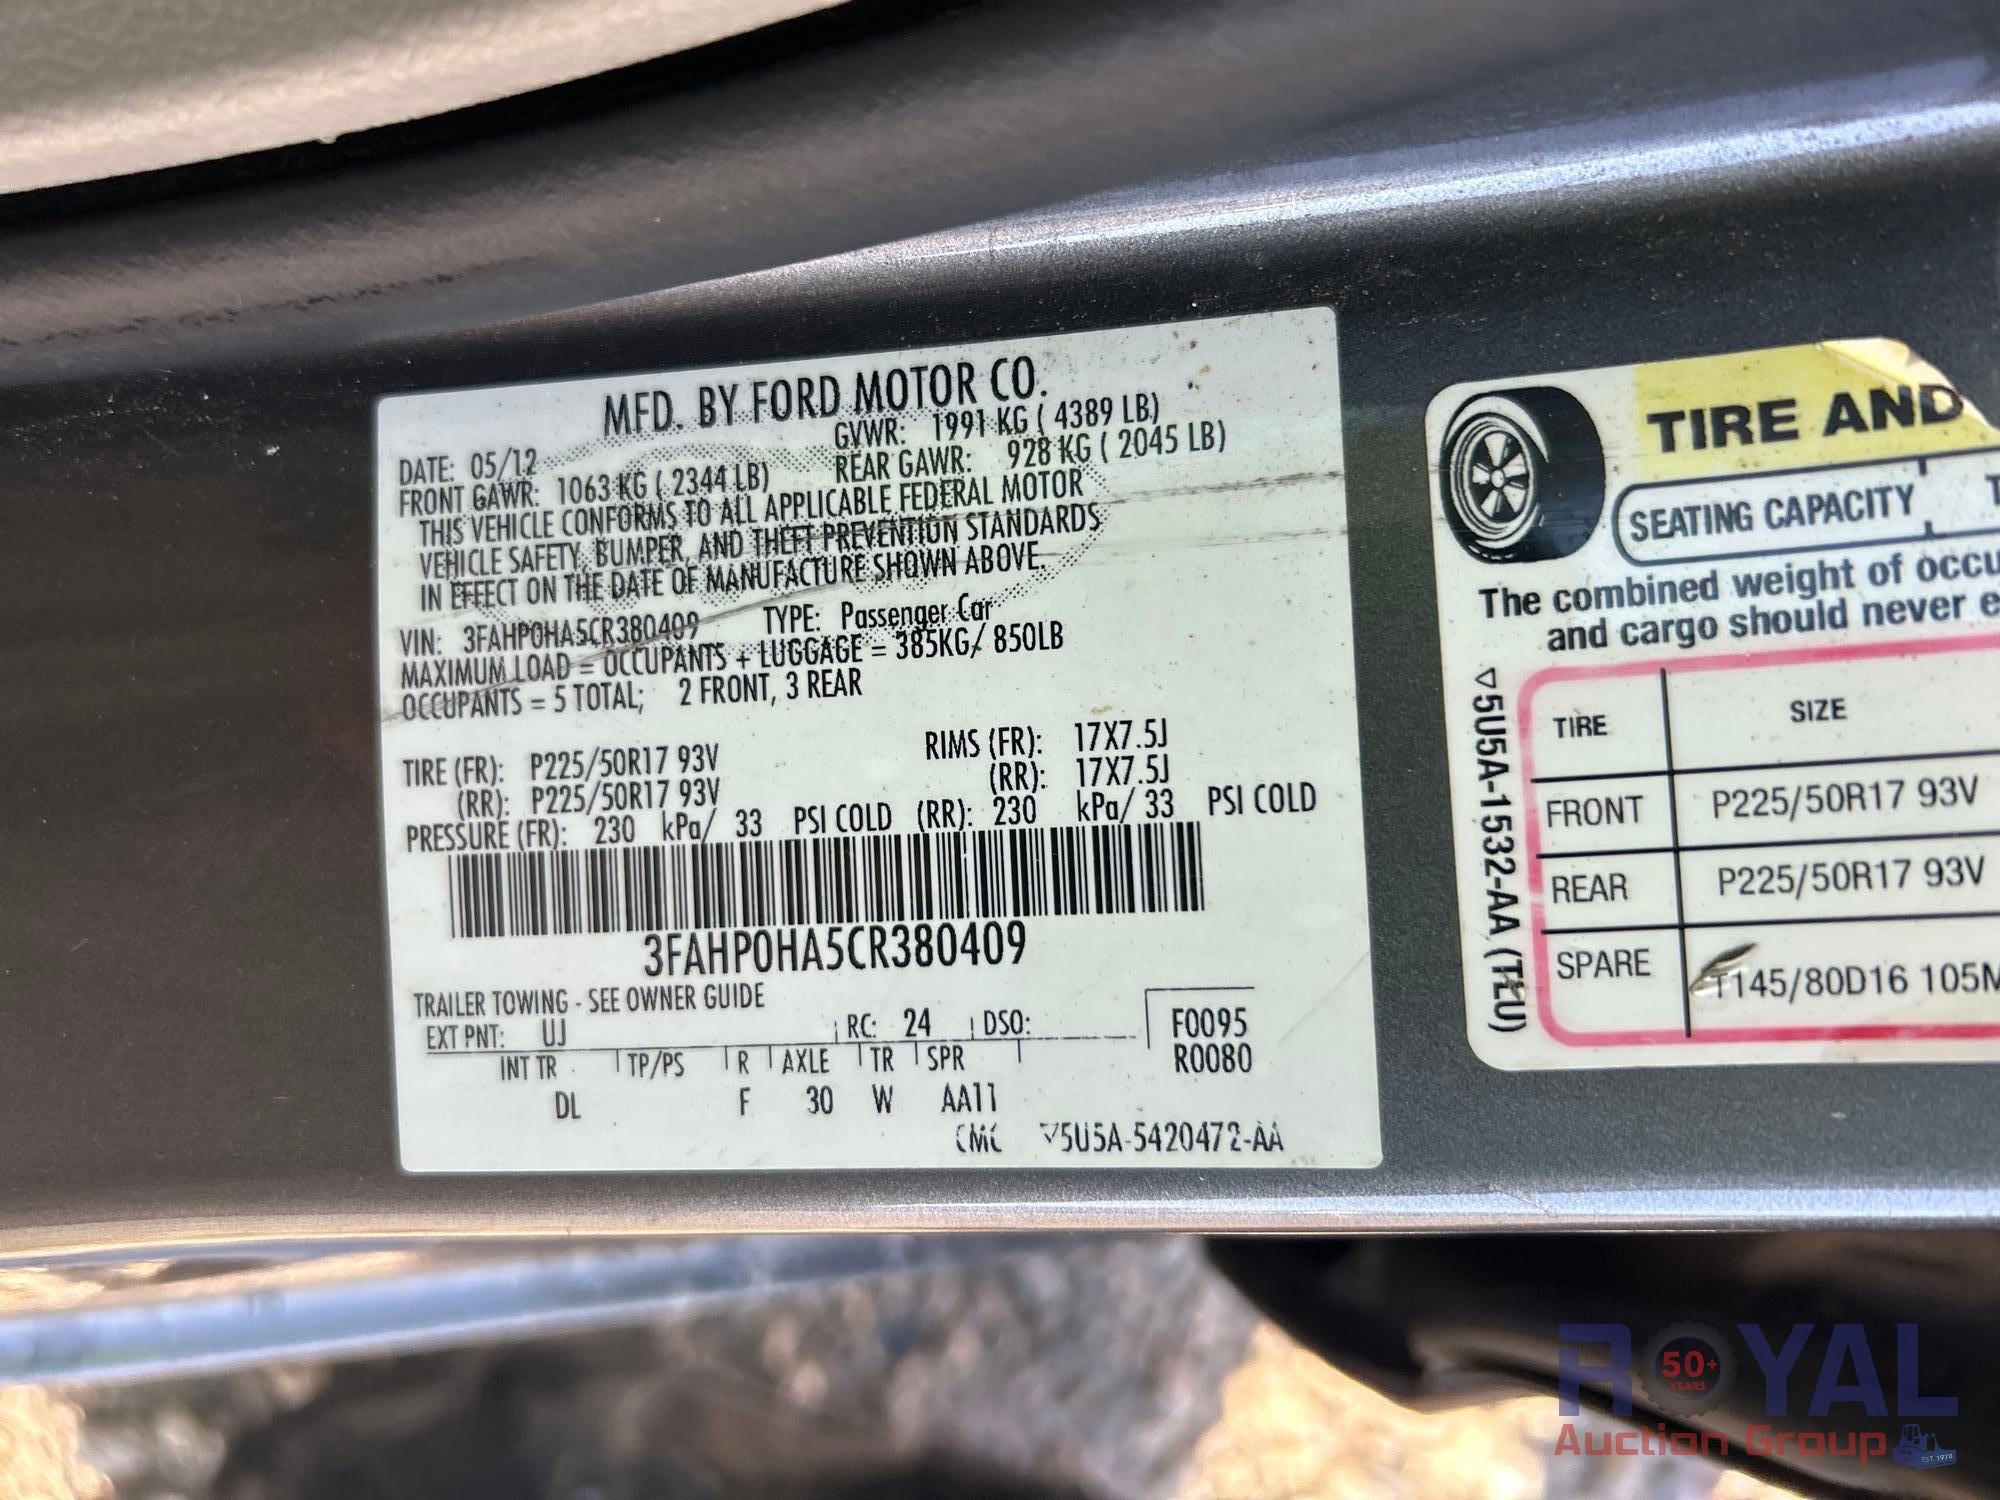 MFD. BY FORD MOTOR CO.
DATE: 05/12 GVWR: 1991 KG ( 4389 LB)
FRONT GAWR: 1063 KG ( 2344 LB) REAR GAWR: 928 KG ( 2045 LB)
THIS VEHICLE CONFORMS TO ALL APPLICABLE FEDERAL MOTOR
VEHICLE SAFETY, BUMPER, AND THEFT PREVENTION STANDARDS
IN EFFECT ON THE DATE OF MANUFACTURE SHOWN ABOVE.
VIN: 3FAHP0HA5CR380409 TYPE: Passenger Car
MAXIMUM LOAD = OCCUPANTS + LUGGAGE = 385KG/ 850LB
OCCUPANTS = 5 TOTAL; 2 FRONT, 3 REAR
TIRE (FR): P225/50R17 93V RIMS (FR): 17X7.5J
(RR): P225/50R17 93V (RR): 17X7.5J
PRESSURE (FR): 230 kPa/ 33 PSI COLD (RR): 230 kPa/ 33 PSI COLD
3FAHP0HA5CR380409
TRAILER TOWING - SEE OWNER GUIDE
EXT PNT: UJ RC: 24 DSO: F0095
INT TR TP/PS R AXLE TR SPR R0080
DL F 30 W AA11
CMC ▽5U5A-5420472-AA
TIRE AND
SEATING CAPACITY T
The combined weight of occu
and cargo should never e
▽5U5A-1532-AA (TEU)
TIRE SIZE
FRONT P225/50R17 93V
REAR P225/50R17 93V
SPARE T145/80D16 105M
ROYAL
50+
YEARS
Auction Group
EST. 1970